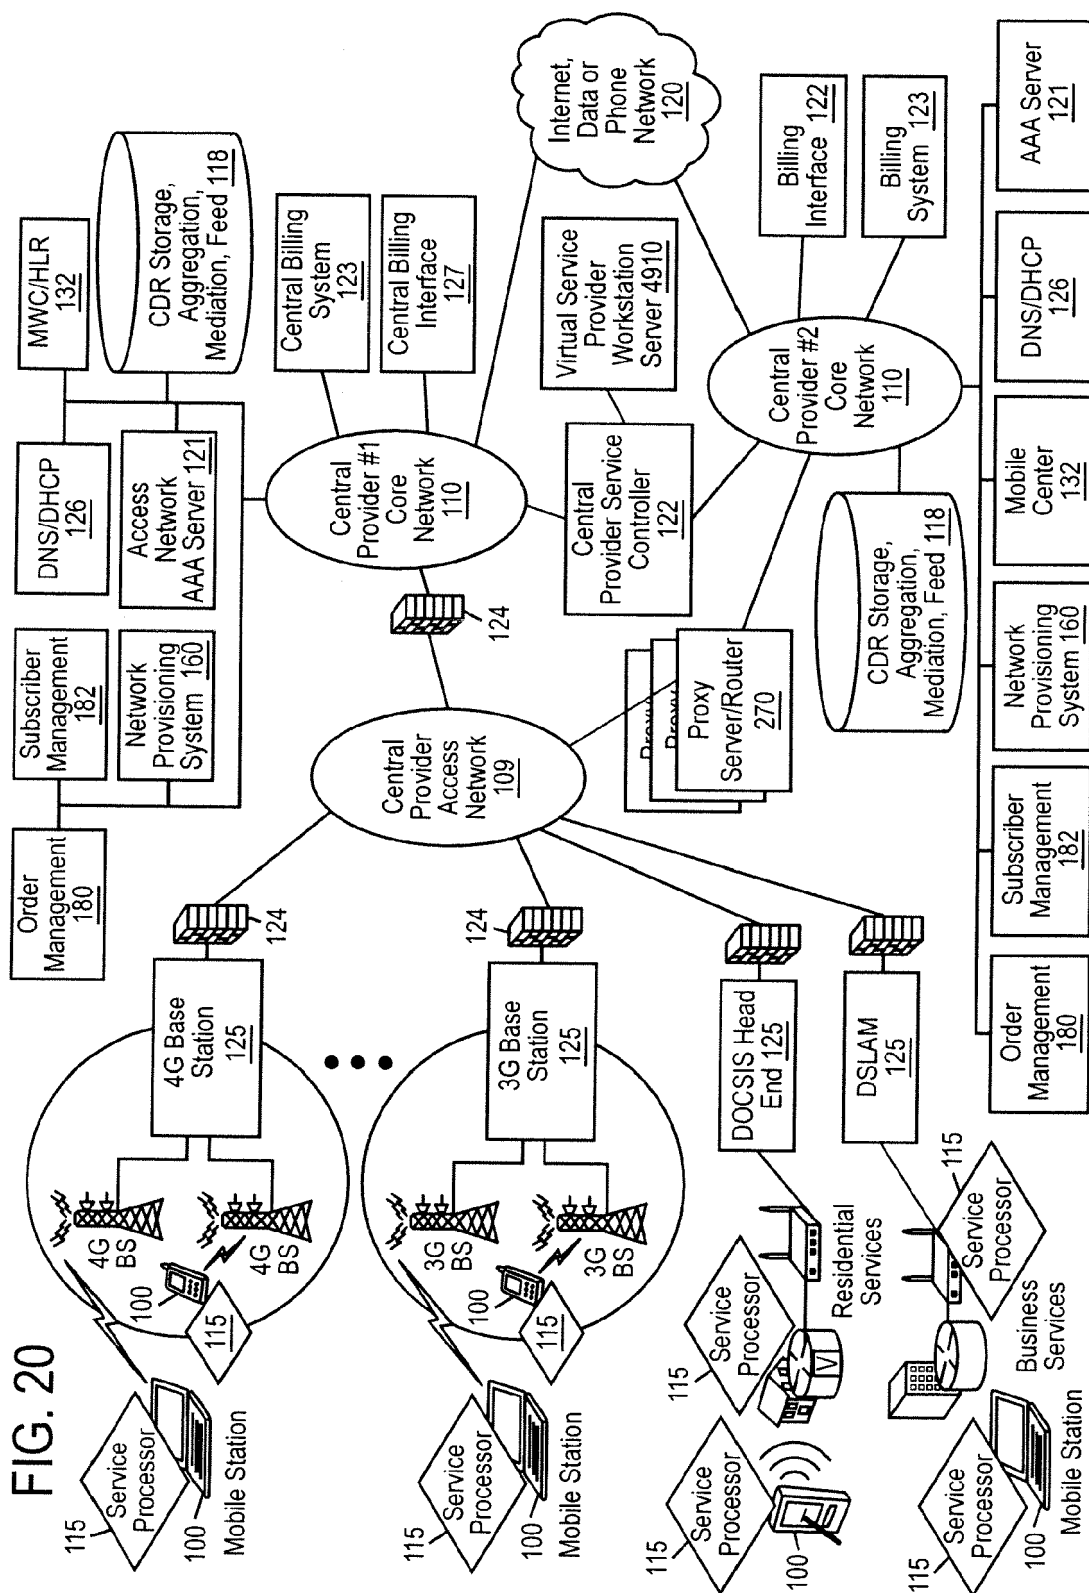 FIG. 20
115
Service
Processor
100
Mobile Station
4G
BS
100
4G
BS
115
4G Base
Station
125
124
Order
Management
180
Subscriber
Management
182
Network
Provisioning
System 160
DNS/DHCP
126
Access
Network
AAA Server 121
MWC/HLR
132
CDR Storage,
Aggregation,
Mediation, Feed 118
115
Service
Processor
100
Mobile Station
3G
BS
100
3G
BS
115
3G Base
Station
125
124
Central
Provider
Access
Network
109
124
Central
Provider #1
Core
Network
110
Central Billing
System
123
Central Billing
Interface
127
115
Service
Processor
100
115
Service
Processor
Residential
Services
DOCSIS Head
End 125
Proxy
Proxy
Proxy
Server/Router
270
Central
Provider Service
Controller
122
Virtual Service
Provider
Workstation
Server 4910
Internet,
Data or
Phone
Network
120
115
Service
Processor
100
Mobile Station
Business
Services
115
Service
Processor
DSLAM
125
CDR Storage,
Aggregation,
Mediation, Feed 118
Central
Provider #2
Core
Network
110
Billing
Interface
122
Billing
System
123
Order
Management
180
Subscriber
Management
182
Network
Provisioning
System 160
Mobile
Center
132
DNS/DHCP
126
AAA Server
121